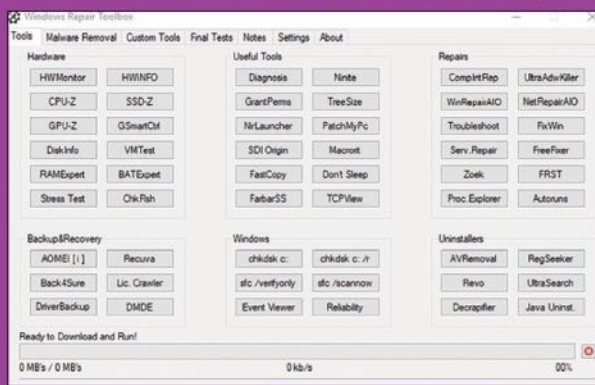 Windows Repair Toolbox
Tools Malware Removal Custom Tools Final Tests Notes Settings About
Hardware Useful Tools Repairs
HWMonitor HWiNFO Diagnosis Ninite CompIntRep UltraAdwKiller
CPU-Z SSD-Z GrantPerms TreeSize WinRepairAIO NetRepairAIO
GPU-Z GSmartCtrl NirLauncher PatchMyPc Troubleshoot FixWin
DiskInfo VMTest SDI Origin Macrorit Serv.Repair FreeFixer
RAMExpert BATExpert FastCopy Don't Sleep Zoek FRST
Stress Test ChkFlsh FarbarSS TCPView Proc.Explorer Autoruns
Backup&Recovery Windows Uninstallers
AOMEI [i] Recuva chkdsk c: chkdsk c: /r AVRemoval RegSeeker
Back4Sure Lic. Crawler sfc /verifyonly sfc /scannow Revo UltraSearch
DriverBackup DMDE Event Viewer Reliability Decrapifier Java Uninst.
Ready to Download and Run!
0 MB's / 0 MB's 0 kb/s 00%